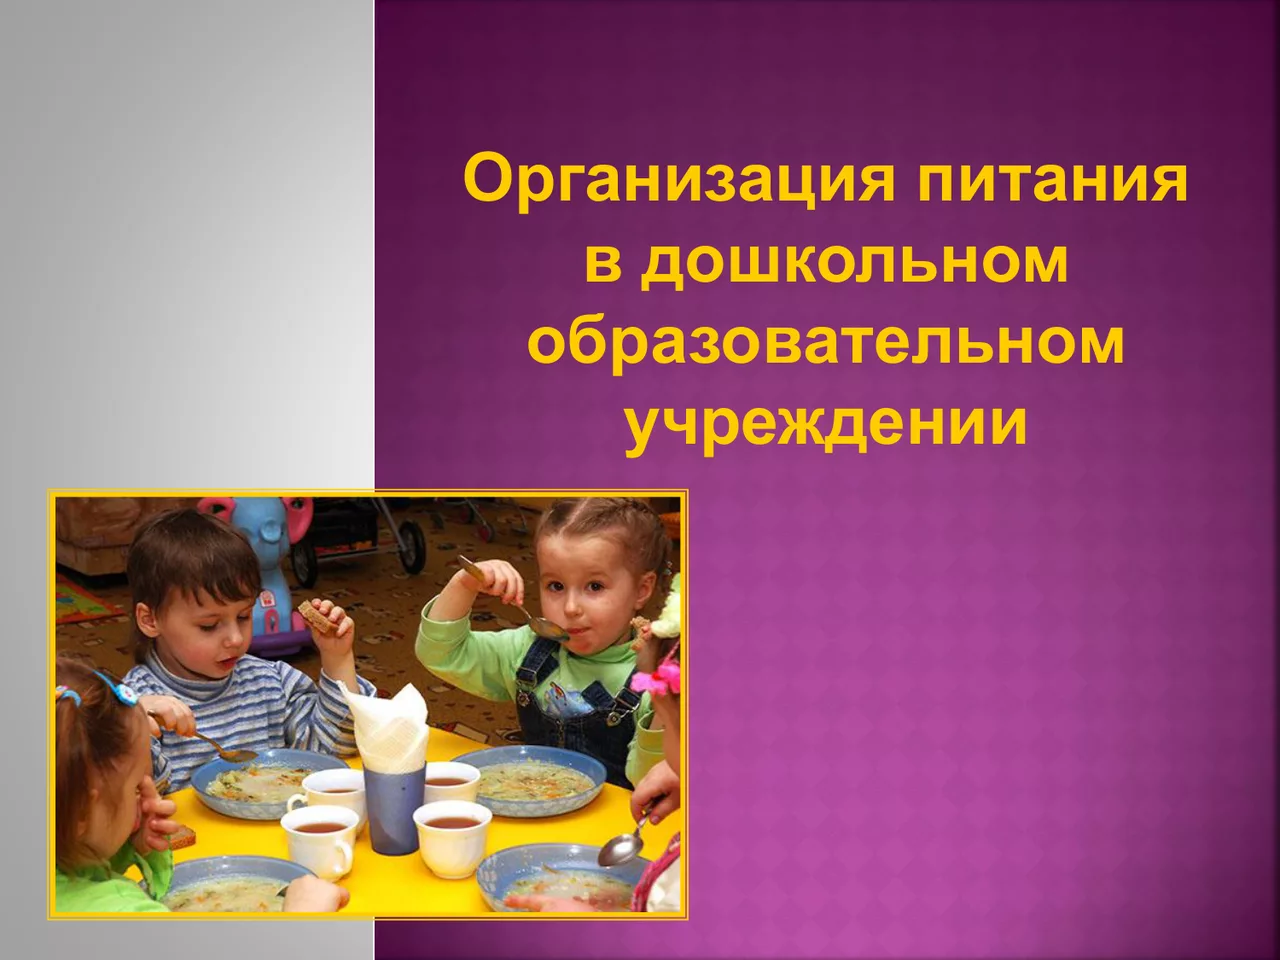 Организация питания
в дошкольном
образовательном
учреждении